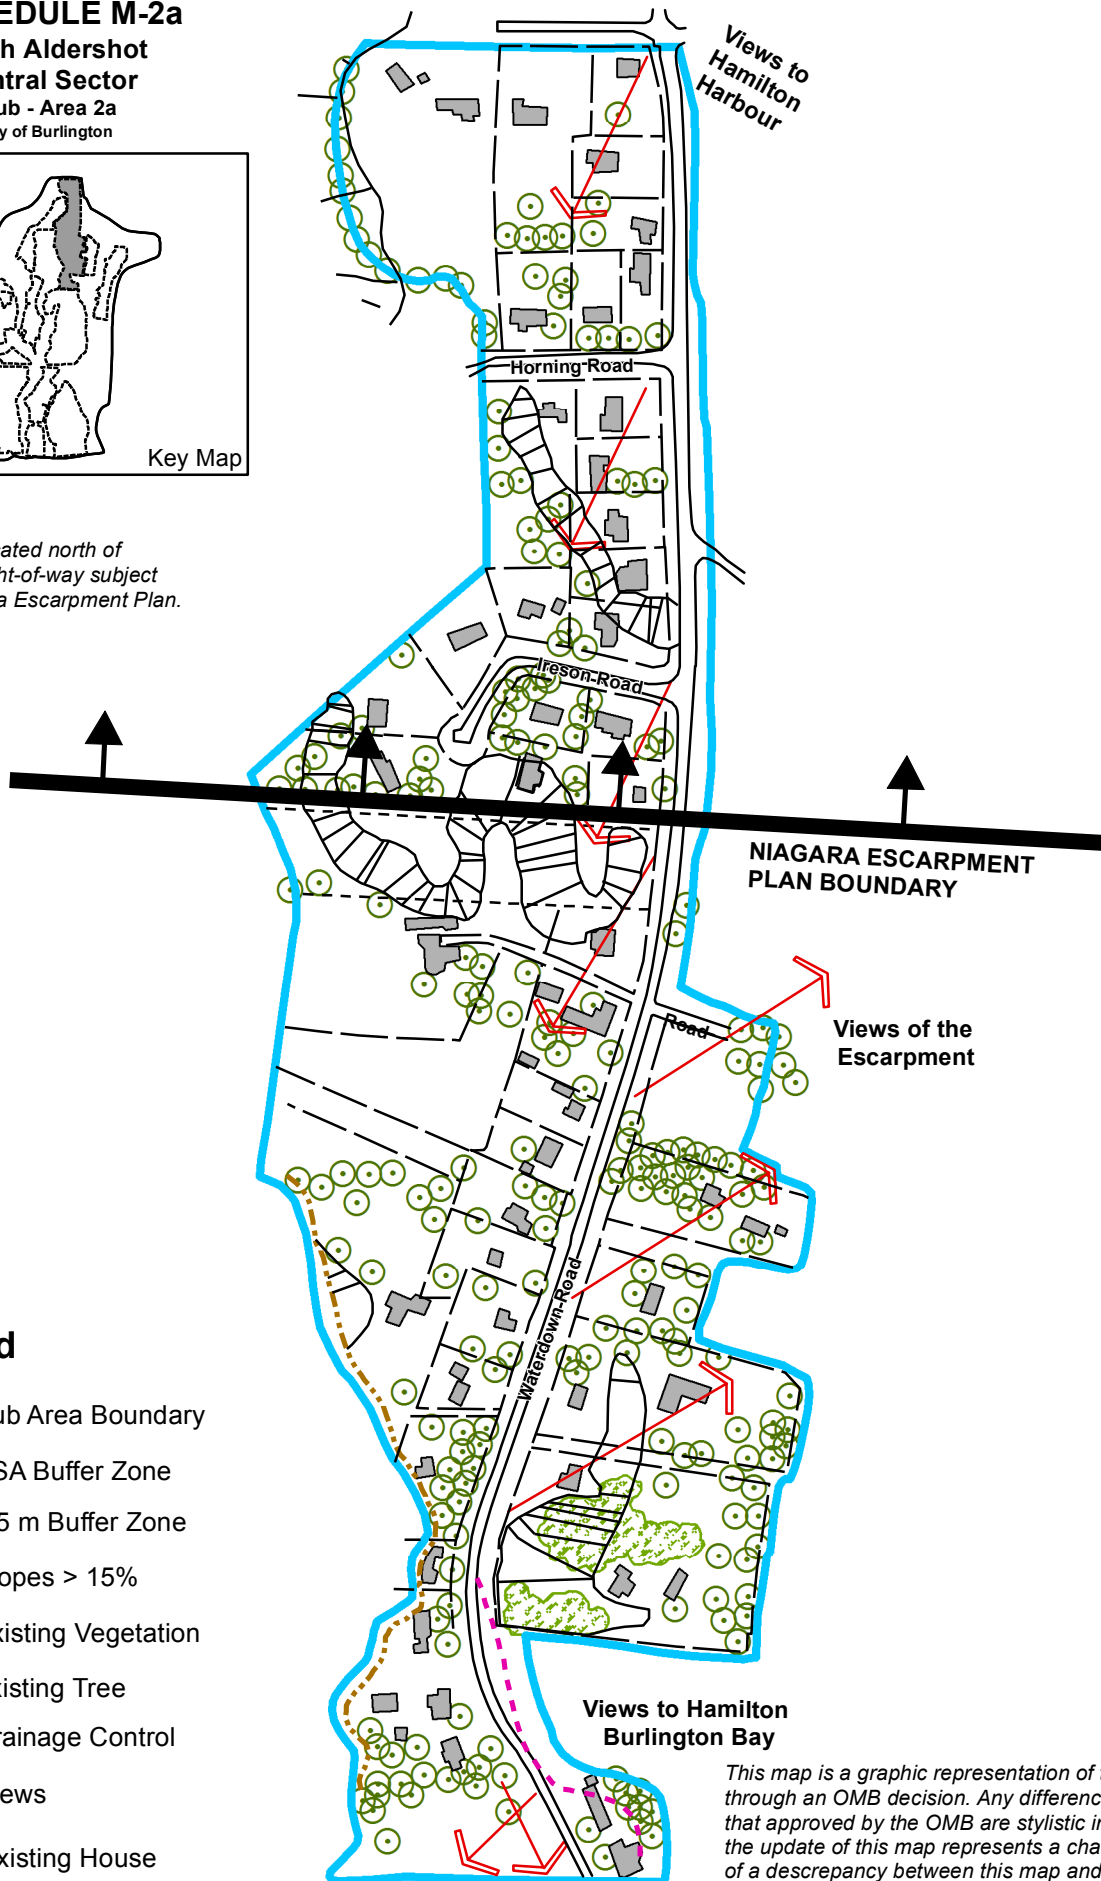 EDULE M-2a
h Aldershot
ntral Sector
ub - Area 2a
y of Burlington
Key Map
cated north of
ht-of-way subject
a Escarpment Plan.
Views to
Hamilton
Harbour
Horning Road
Ireson Road
NIAGARA ESCARPMENT
PLAN BOUNDARY
Views of the
Escarpment
Road
Waterdown Road
d
ub Area Boundary
SA Buffer Zone
5 m Buffer Zone
opes > 15%
xisting Vegetation
xisting Tree
rainage Control
ews
xisting House
Views to Hamilton
Burlington Bay
This map is a graphic representation of t
through an OMB decision. Any differenc
that approved by the OMB are stylistic i
the update of this map represents a cha
of a descrepancy between this map and